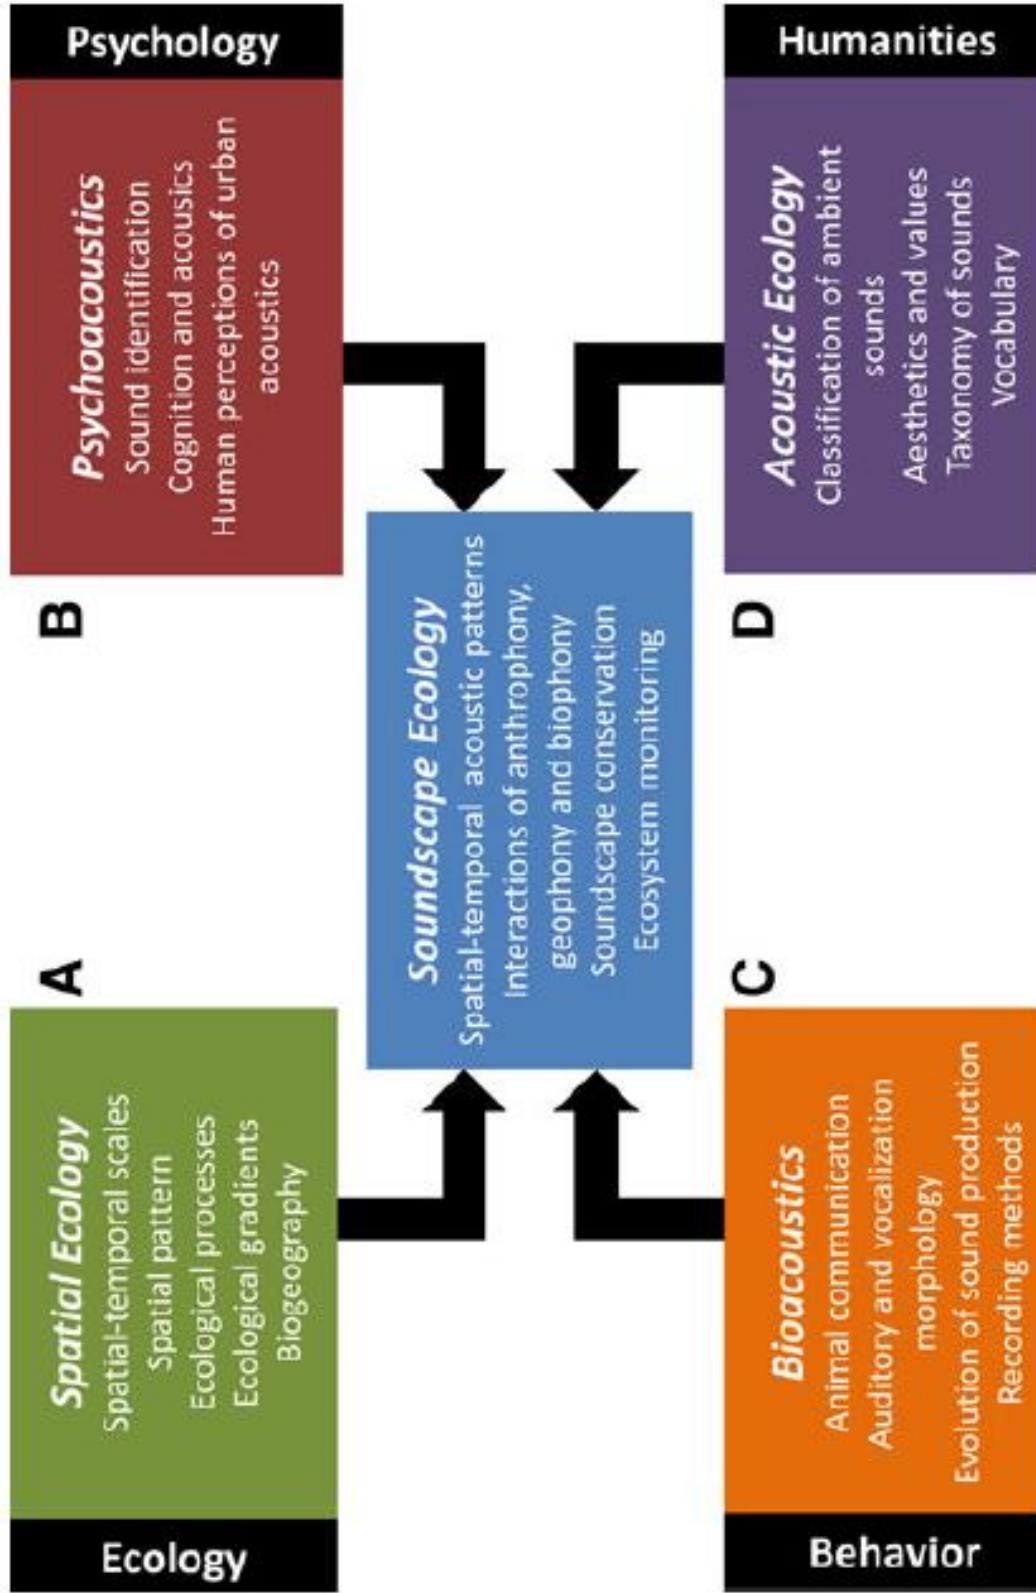 Ecology
Spatial Ecology
Spatial-temporal scales
Spatial pattern
Ecological processes
Ecological gradients
Biogeography
A
Psychology
Psychoacoustics
Sound identification
Cognition and acousics
Human perceptions of urban
acoustics
B
Soundscape Ecology
Spatial-temporal acoustic patterns
Interactions of anthrophony,
geophony and biophony
Soundscape conservation
Ecosystem monitoring
Behavior
Bioacoustics
Animal communication
Auditory and vocalization
morphology
Evolution of sound production
Recording methods
C
Humanities
Acoustic Ecology
Classification of ambient
sounds
Aesthetics and values
Taxonomy of sounds
Vocabulary
D